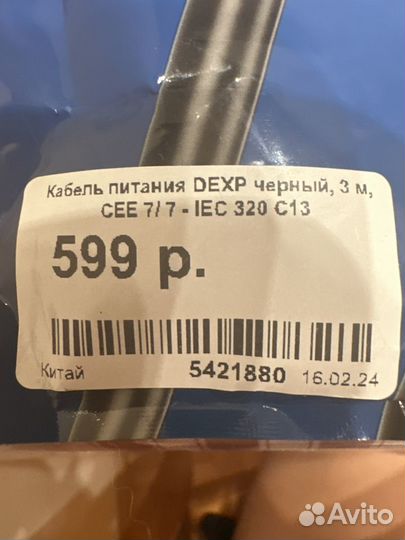 Кабель питания DEXP черный, 3 м,
CEE 7/7 - IEC 320 C13
599 р.
Китай 5421880 16.02.24
Avito